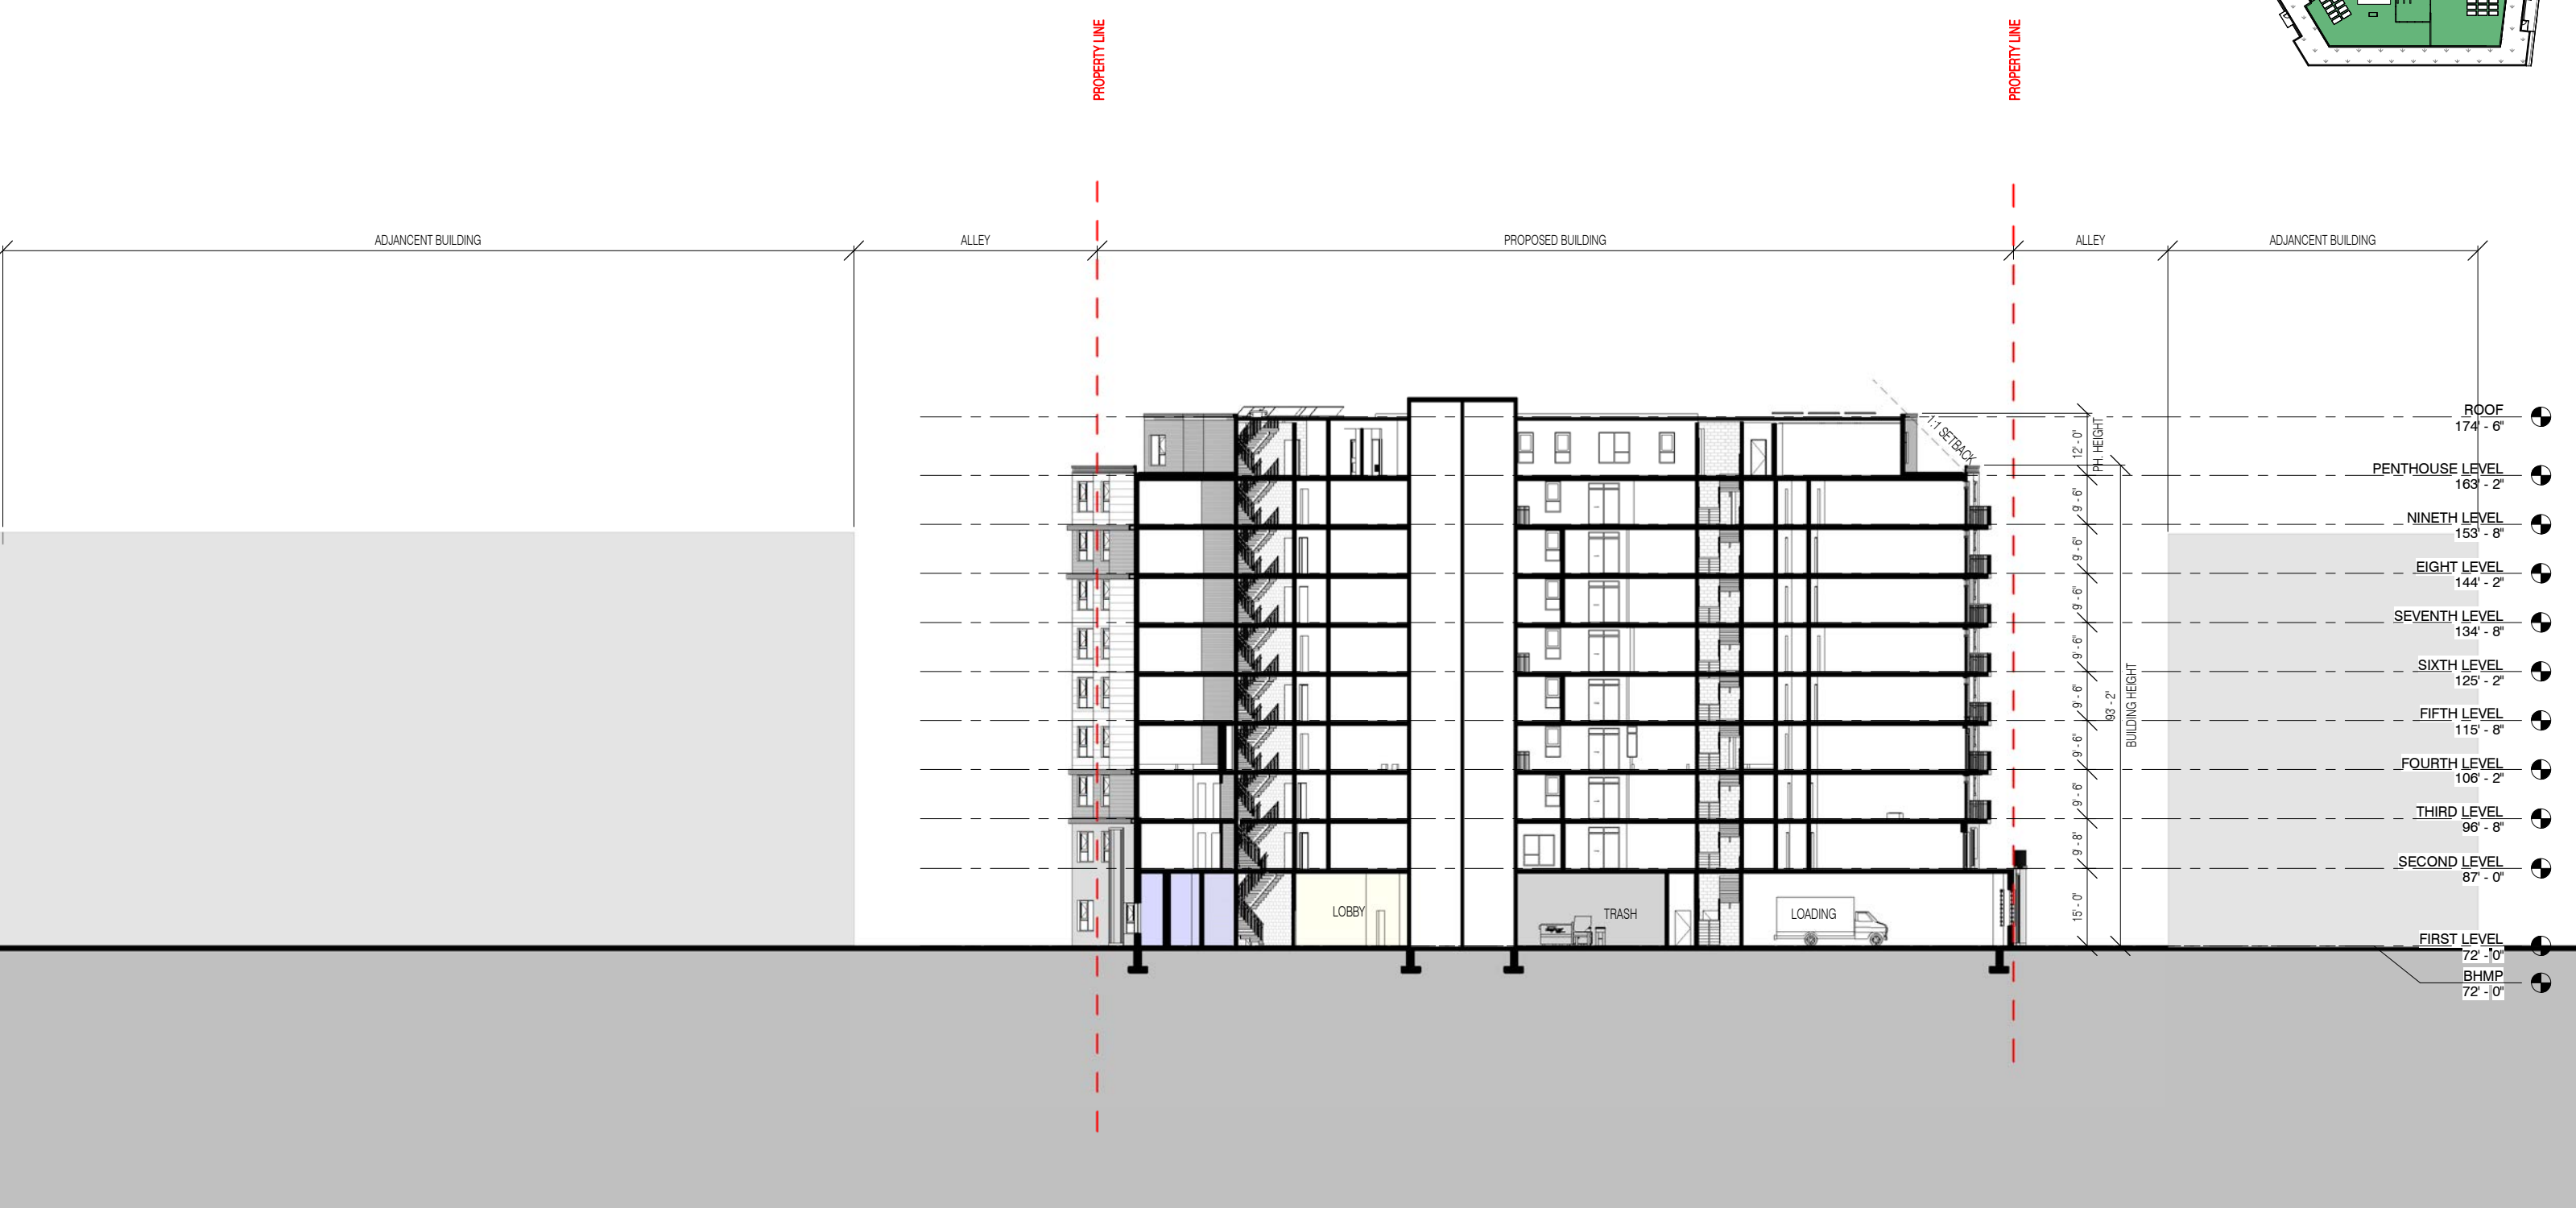 PROPERTY LINE
PROPERTY LINE
ADJANCENT BUILDING
ALLEY
PROPOSED BUILDING
ALLEY
ADJANCENT BUILDING
1:1 SETBACK
12' - 0"
PH. HEIGHT
9' - 6"
9' - 6"
9' - 6"
9' - 6"
9' - 6"
9' - 6"
9' - 6"
9' - 8"
15' - 0"
93' - 2"
BUILDING HEIGHT
ROOF
174' - 6"
PENTHOUSE LEVEL
163' - 2"
NINETH LEVEL
153' - 8"
EIGHT LEVEL
144' - 2"
SEVENTH LEVEL
134' - 8"
SIXTH LEVEL
125' - 2"
FIFTH LEVEL
115' - 8"
FOURTH LEVEL
106' - 2"
THIRD LEVEL
96' - 8"
SECOND LEVEL
87' - 0"
FIRST LEVEL
72' - 0"
BHMP
72' - 0"
LOBBY
TRASH
LOADING